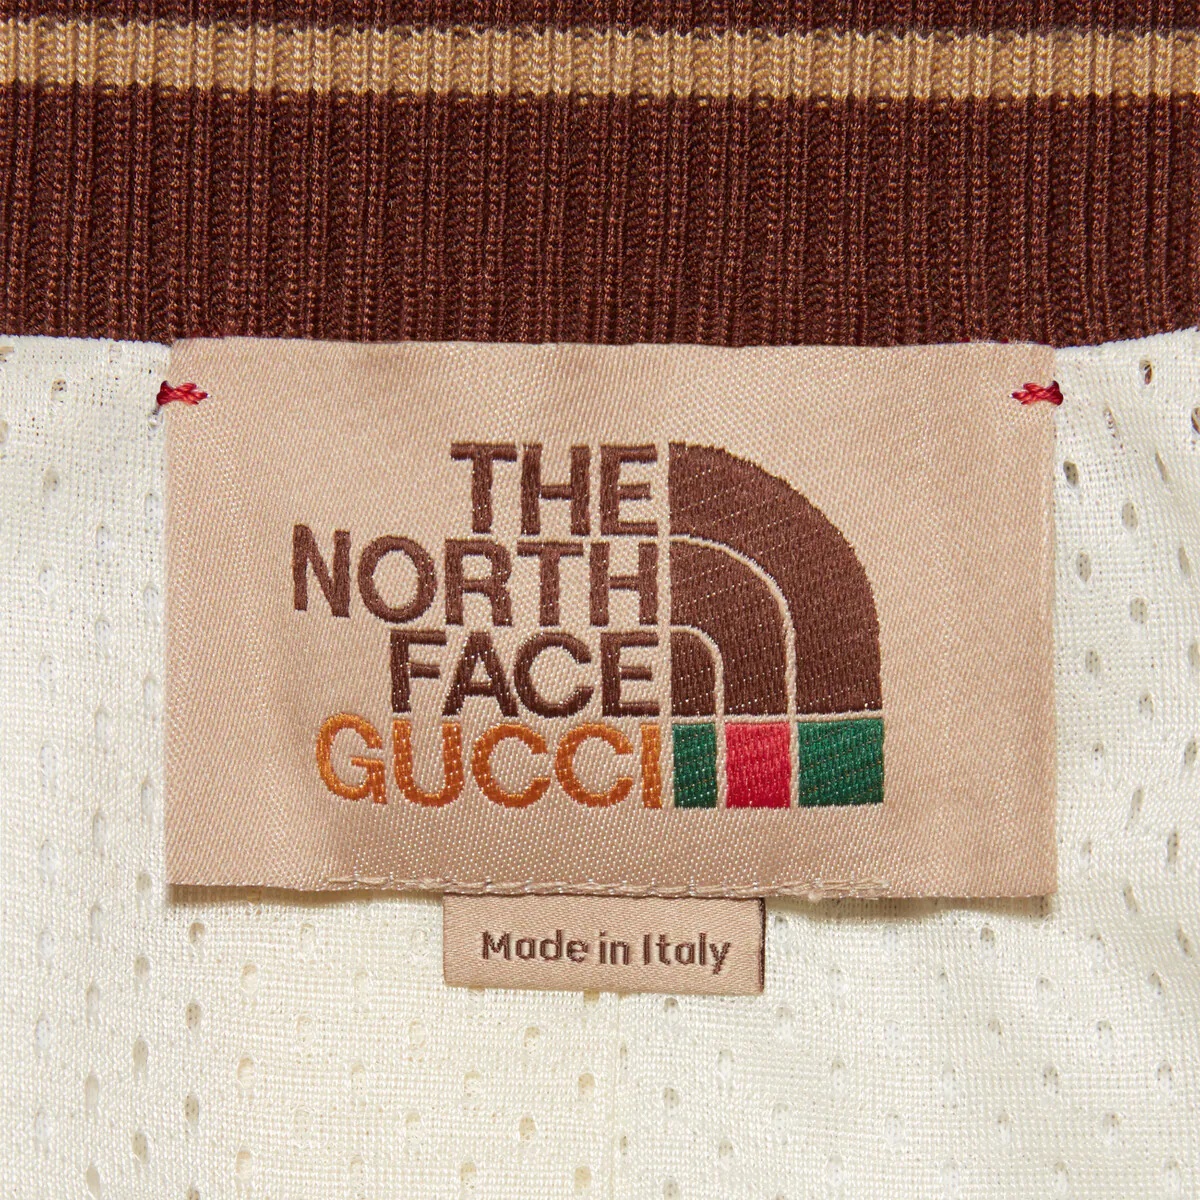 THE
NORTH
FACE
GUCCI
Made in Italy